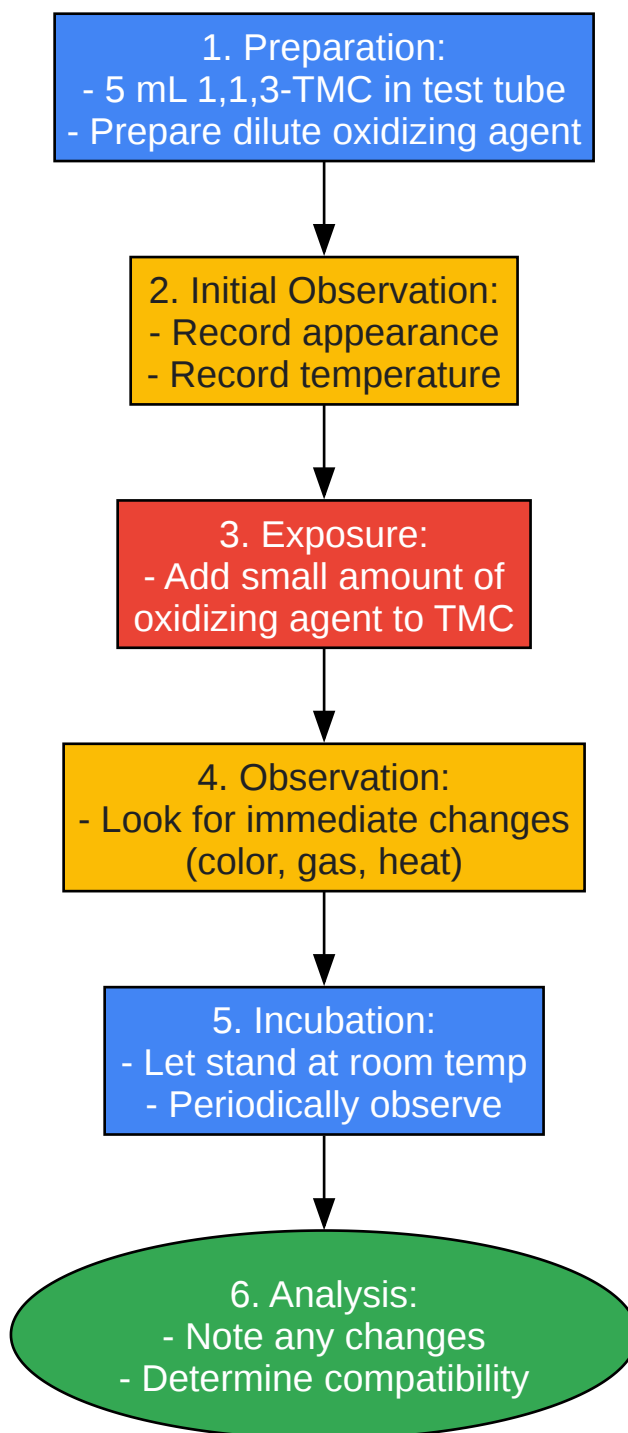 1. Preparation:
- 5 mL 1,1,3-TMC in test tube
- Prepare dilute oxidizing agent
2. Initial Observation:
- Record appearance
- Record temperature
3. Exposure:
- Add small amount of
oxidizing agent to TMC
4. Observation:
- Look for immediate changes
(color, gas, heat)
5. Incubation:
- Let stand at room temp
- Periodically observe
6. Analysis:
- Note any changes
- Determine compatibility